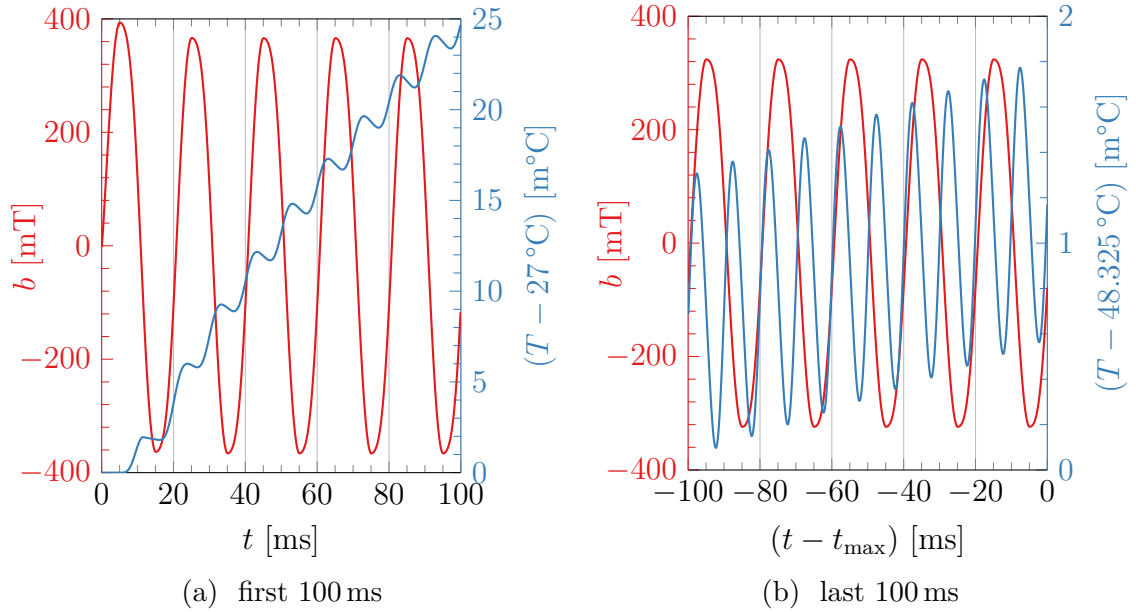 400
200
0
−200
−400
b [mT]
25
20
15
10
5
0
(T − 27 °C) [m°C]
0 20 40 60 80 100
t [ms]
(a) first 100 ms
400
200
0
−200
−400
b [mT]
2
1
0
(T − 48.325 °C) [m°C]
−100 −80 −60 −40 −20 0
(t − tmax) [ms]
(b) last 100 ms